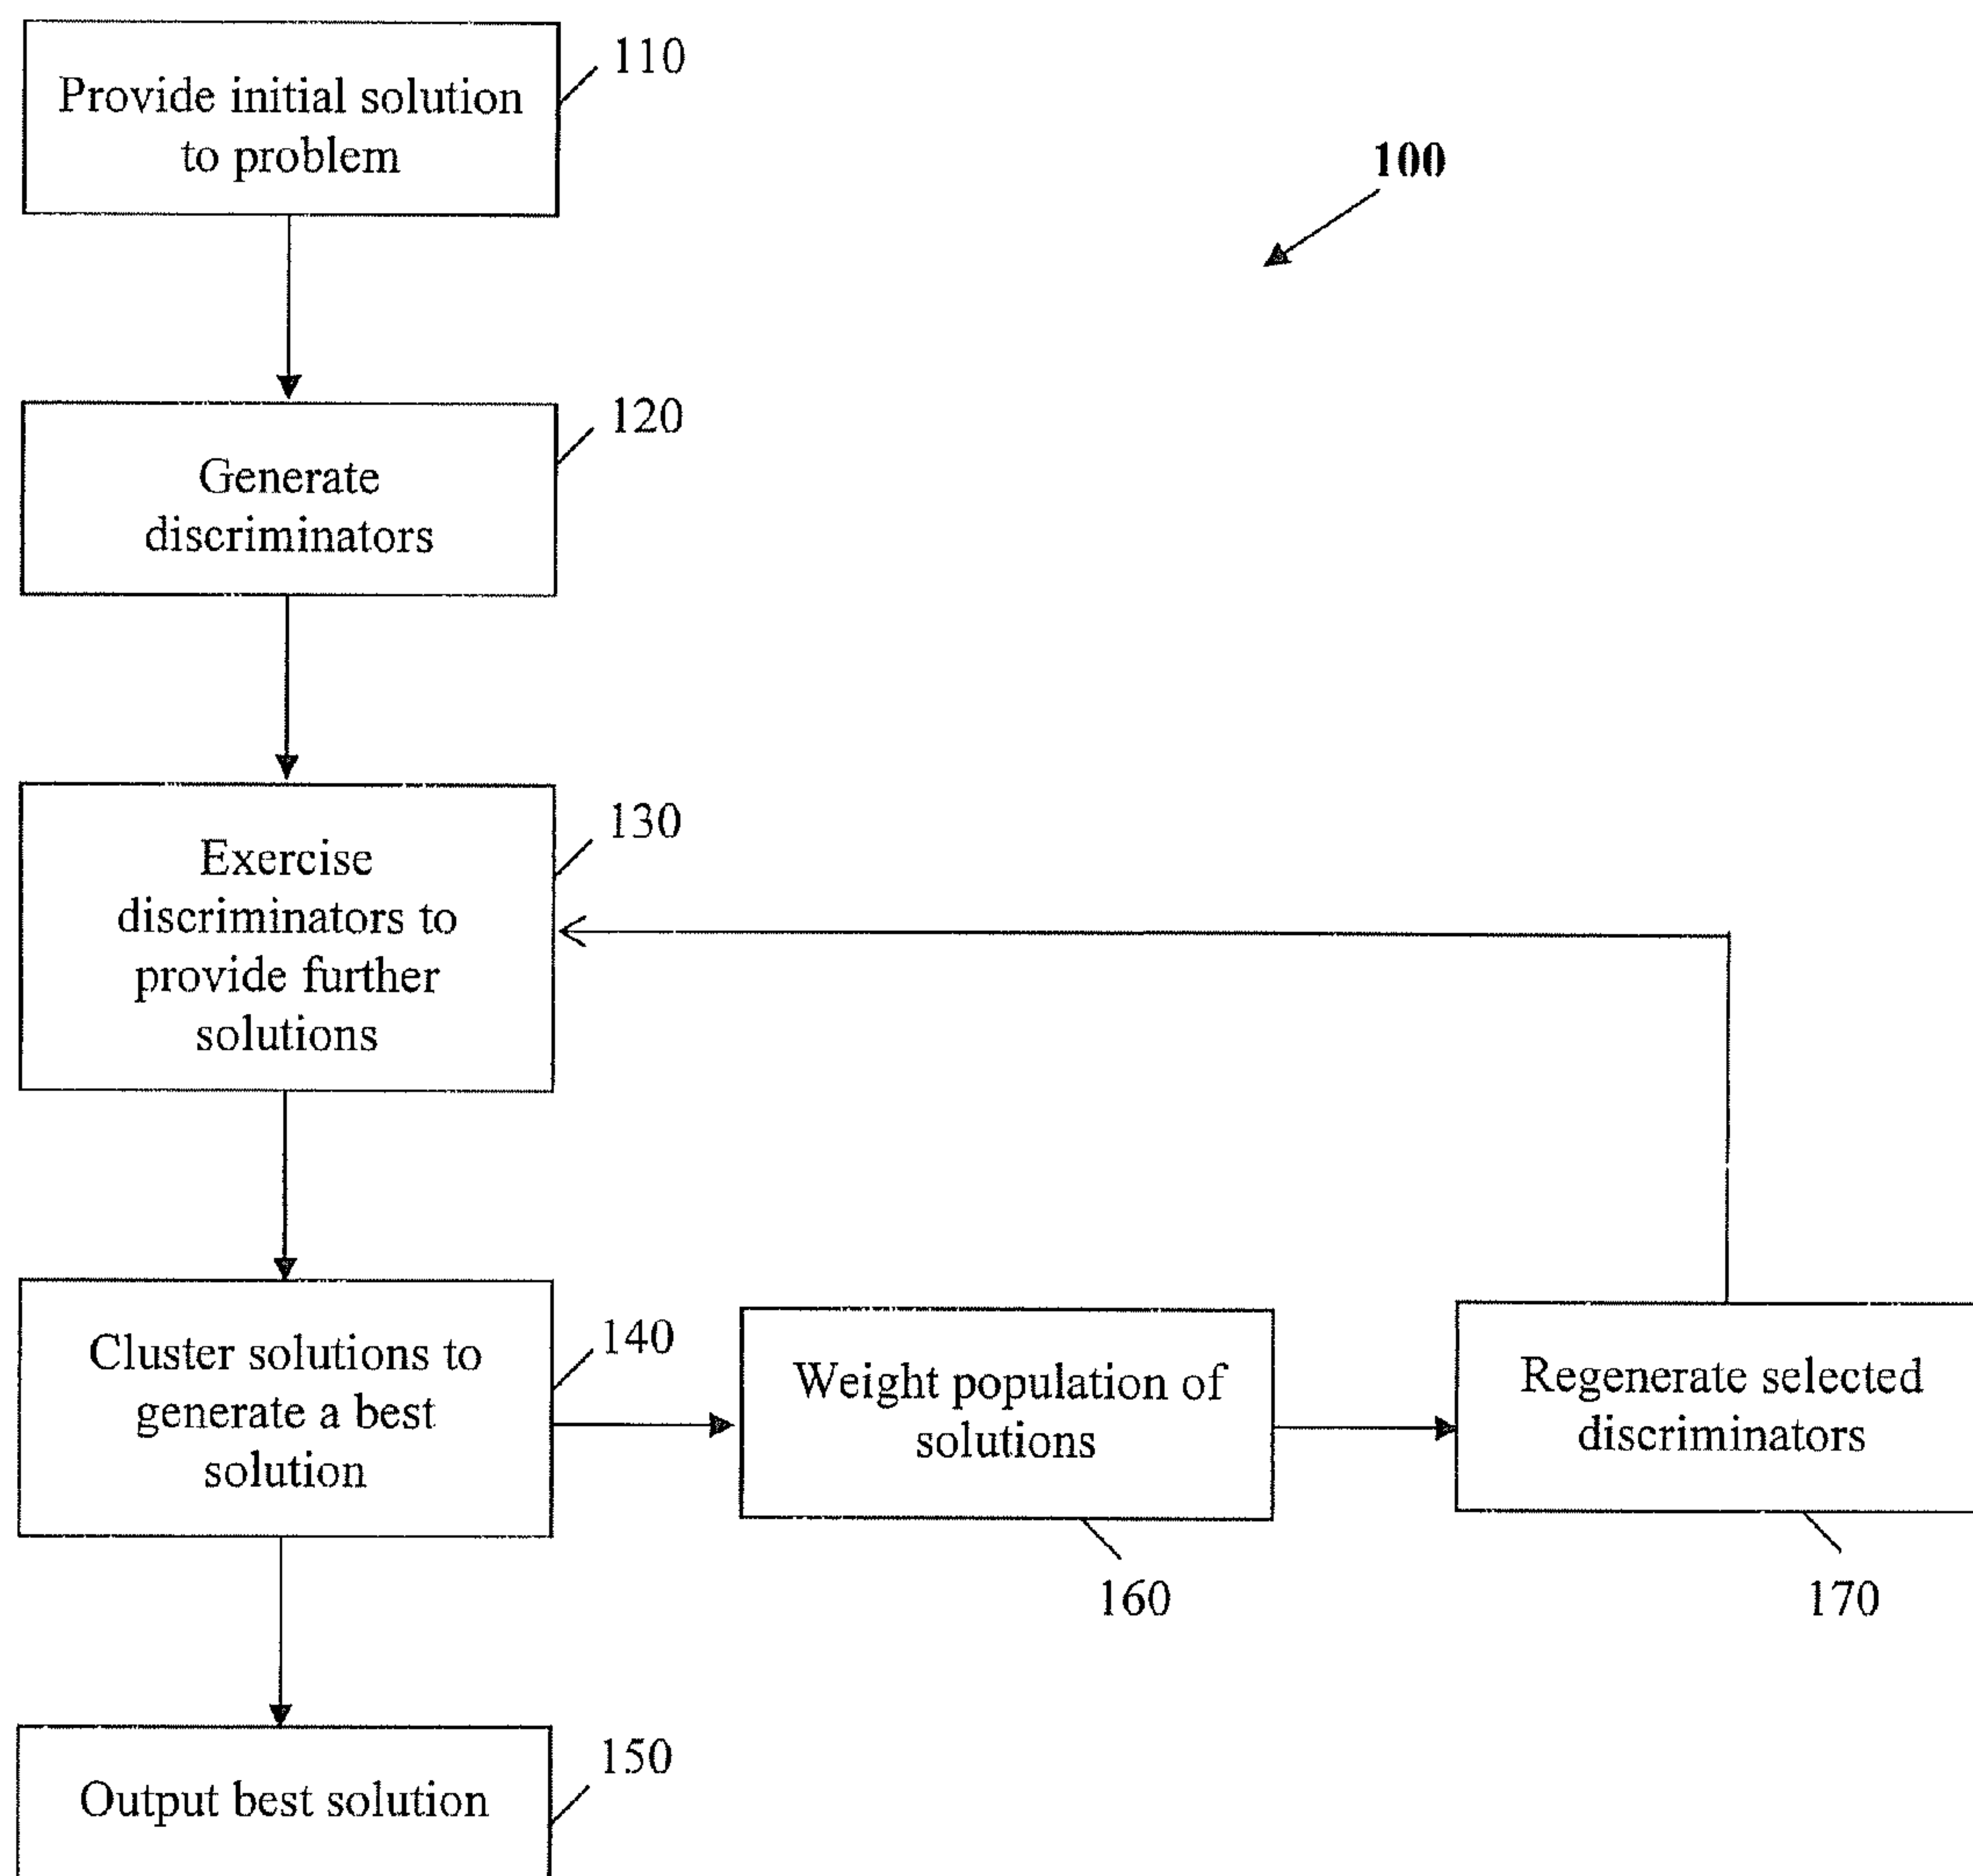 Provide initial solution
to problem
110
100
Generate
discriminators
120
Exercise
discriminators to
provide further
solutions
130
Cluster solutions to
generate a best
solution
140
Weight population of
solutions
160
Regenerate selected
discriminators
170
Output best solution
150